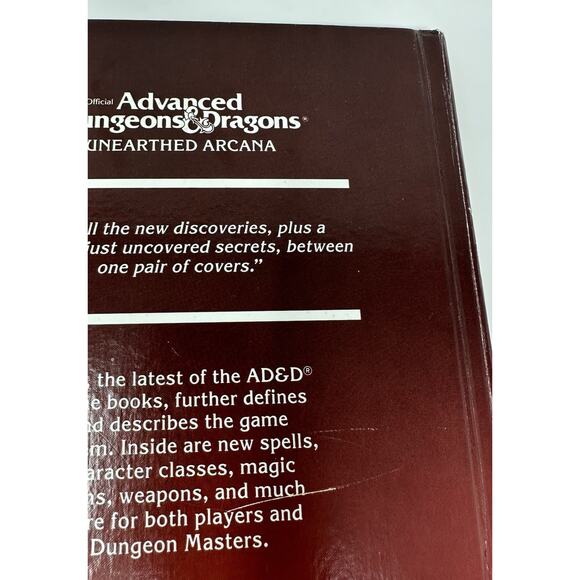 Official Advanced
ungeons & Dragons®
UNEARTHED ARCANA
ll the new discoveries, plus a
just uncovered secrets, between
one pair of covers.”
, the latest of the AD&D®
e books, further defines
nd describes the game
m. Inside are new spells,
aracter classes, magic
ns, weapons, and much
re for both players and
Dungeon Masters.